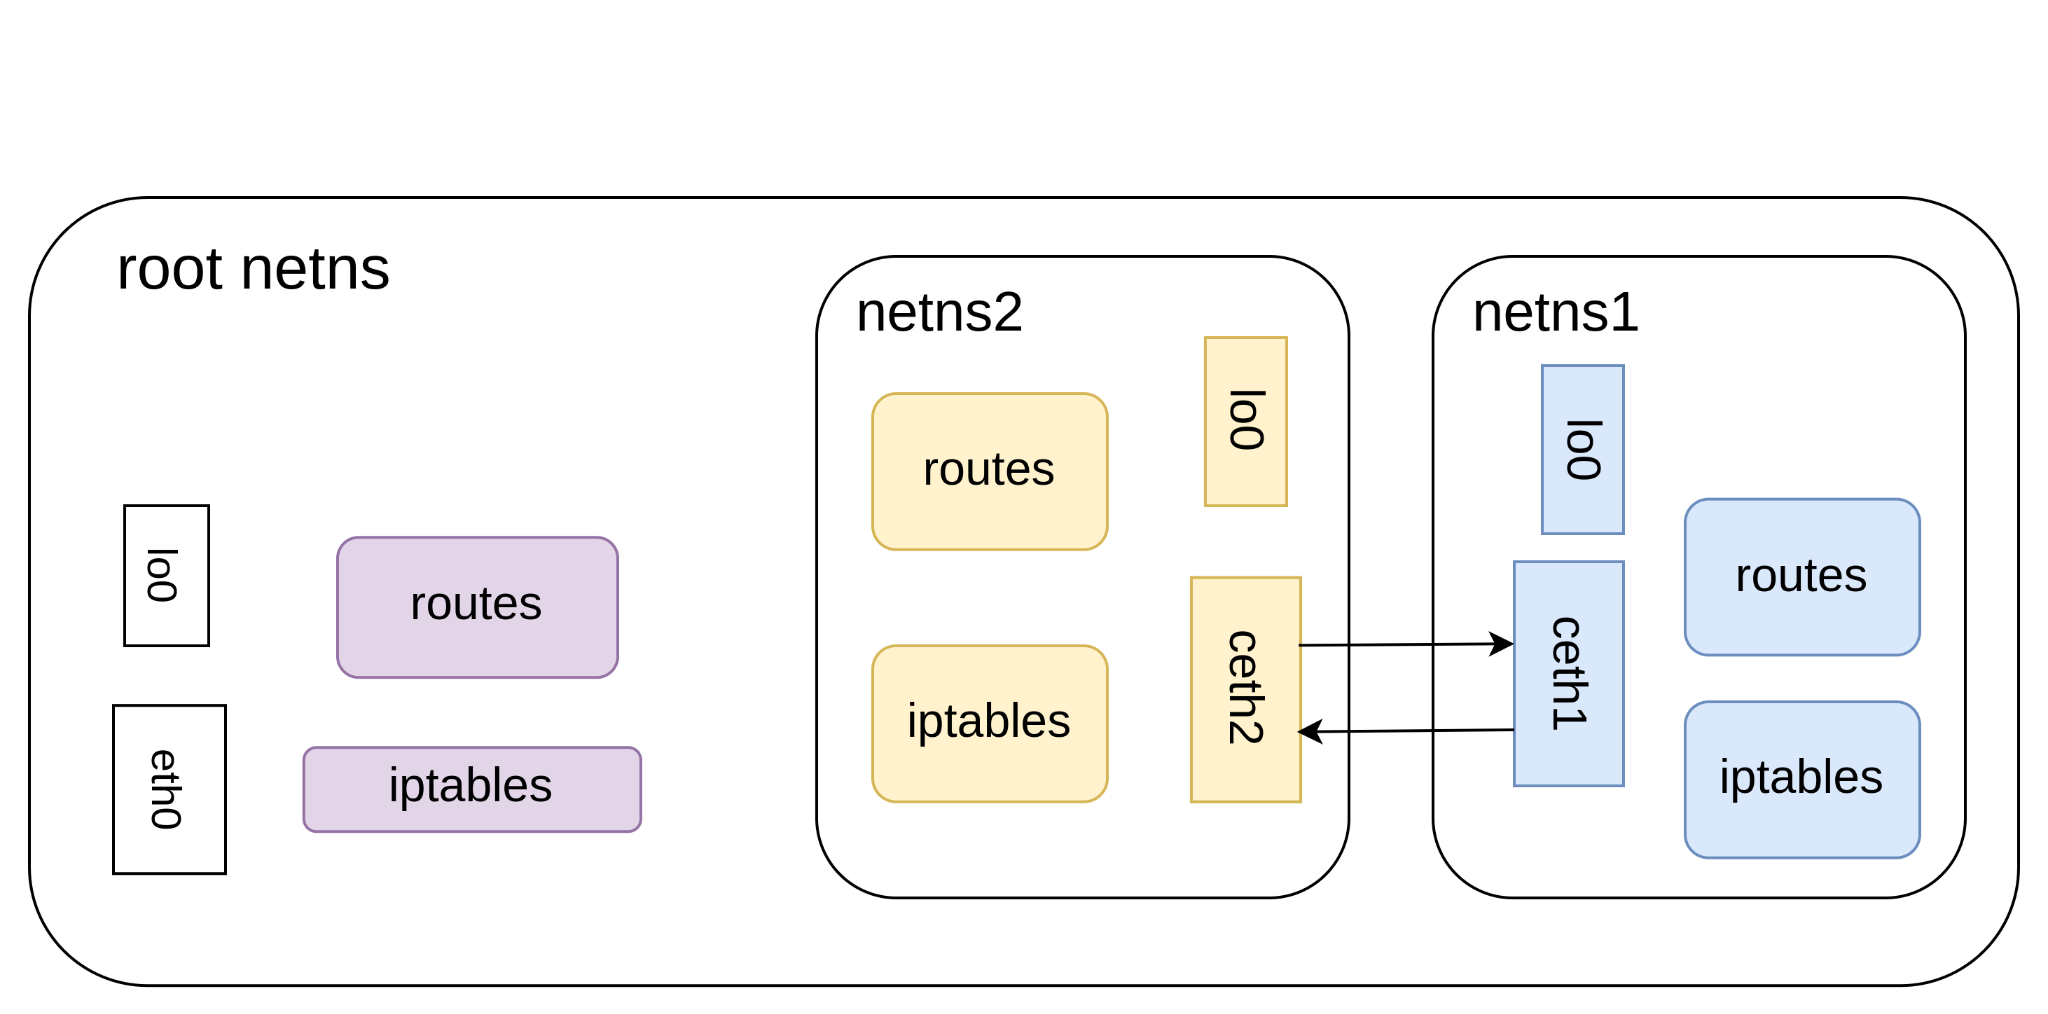 root netns
lo0
eth0
routes
iptables
netns2
routes
iptables
lo0
ceth2
netns1
lo0
ceth1
routes
iptables